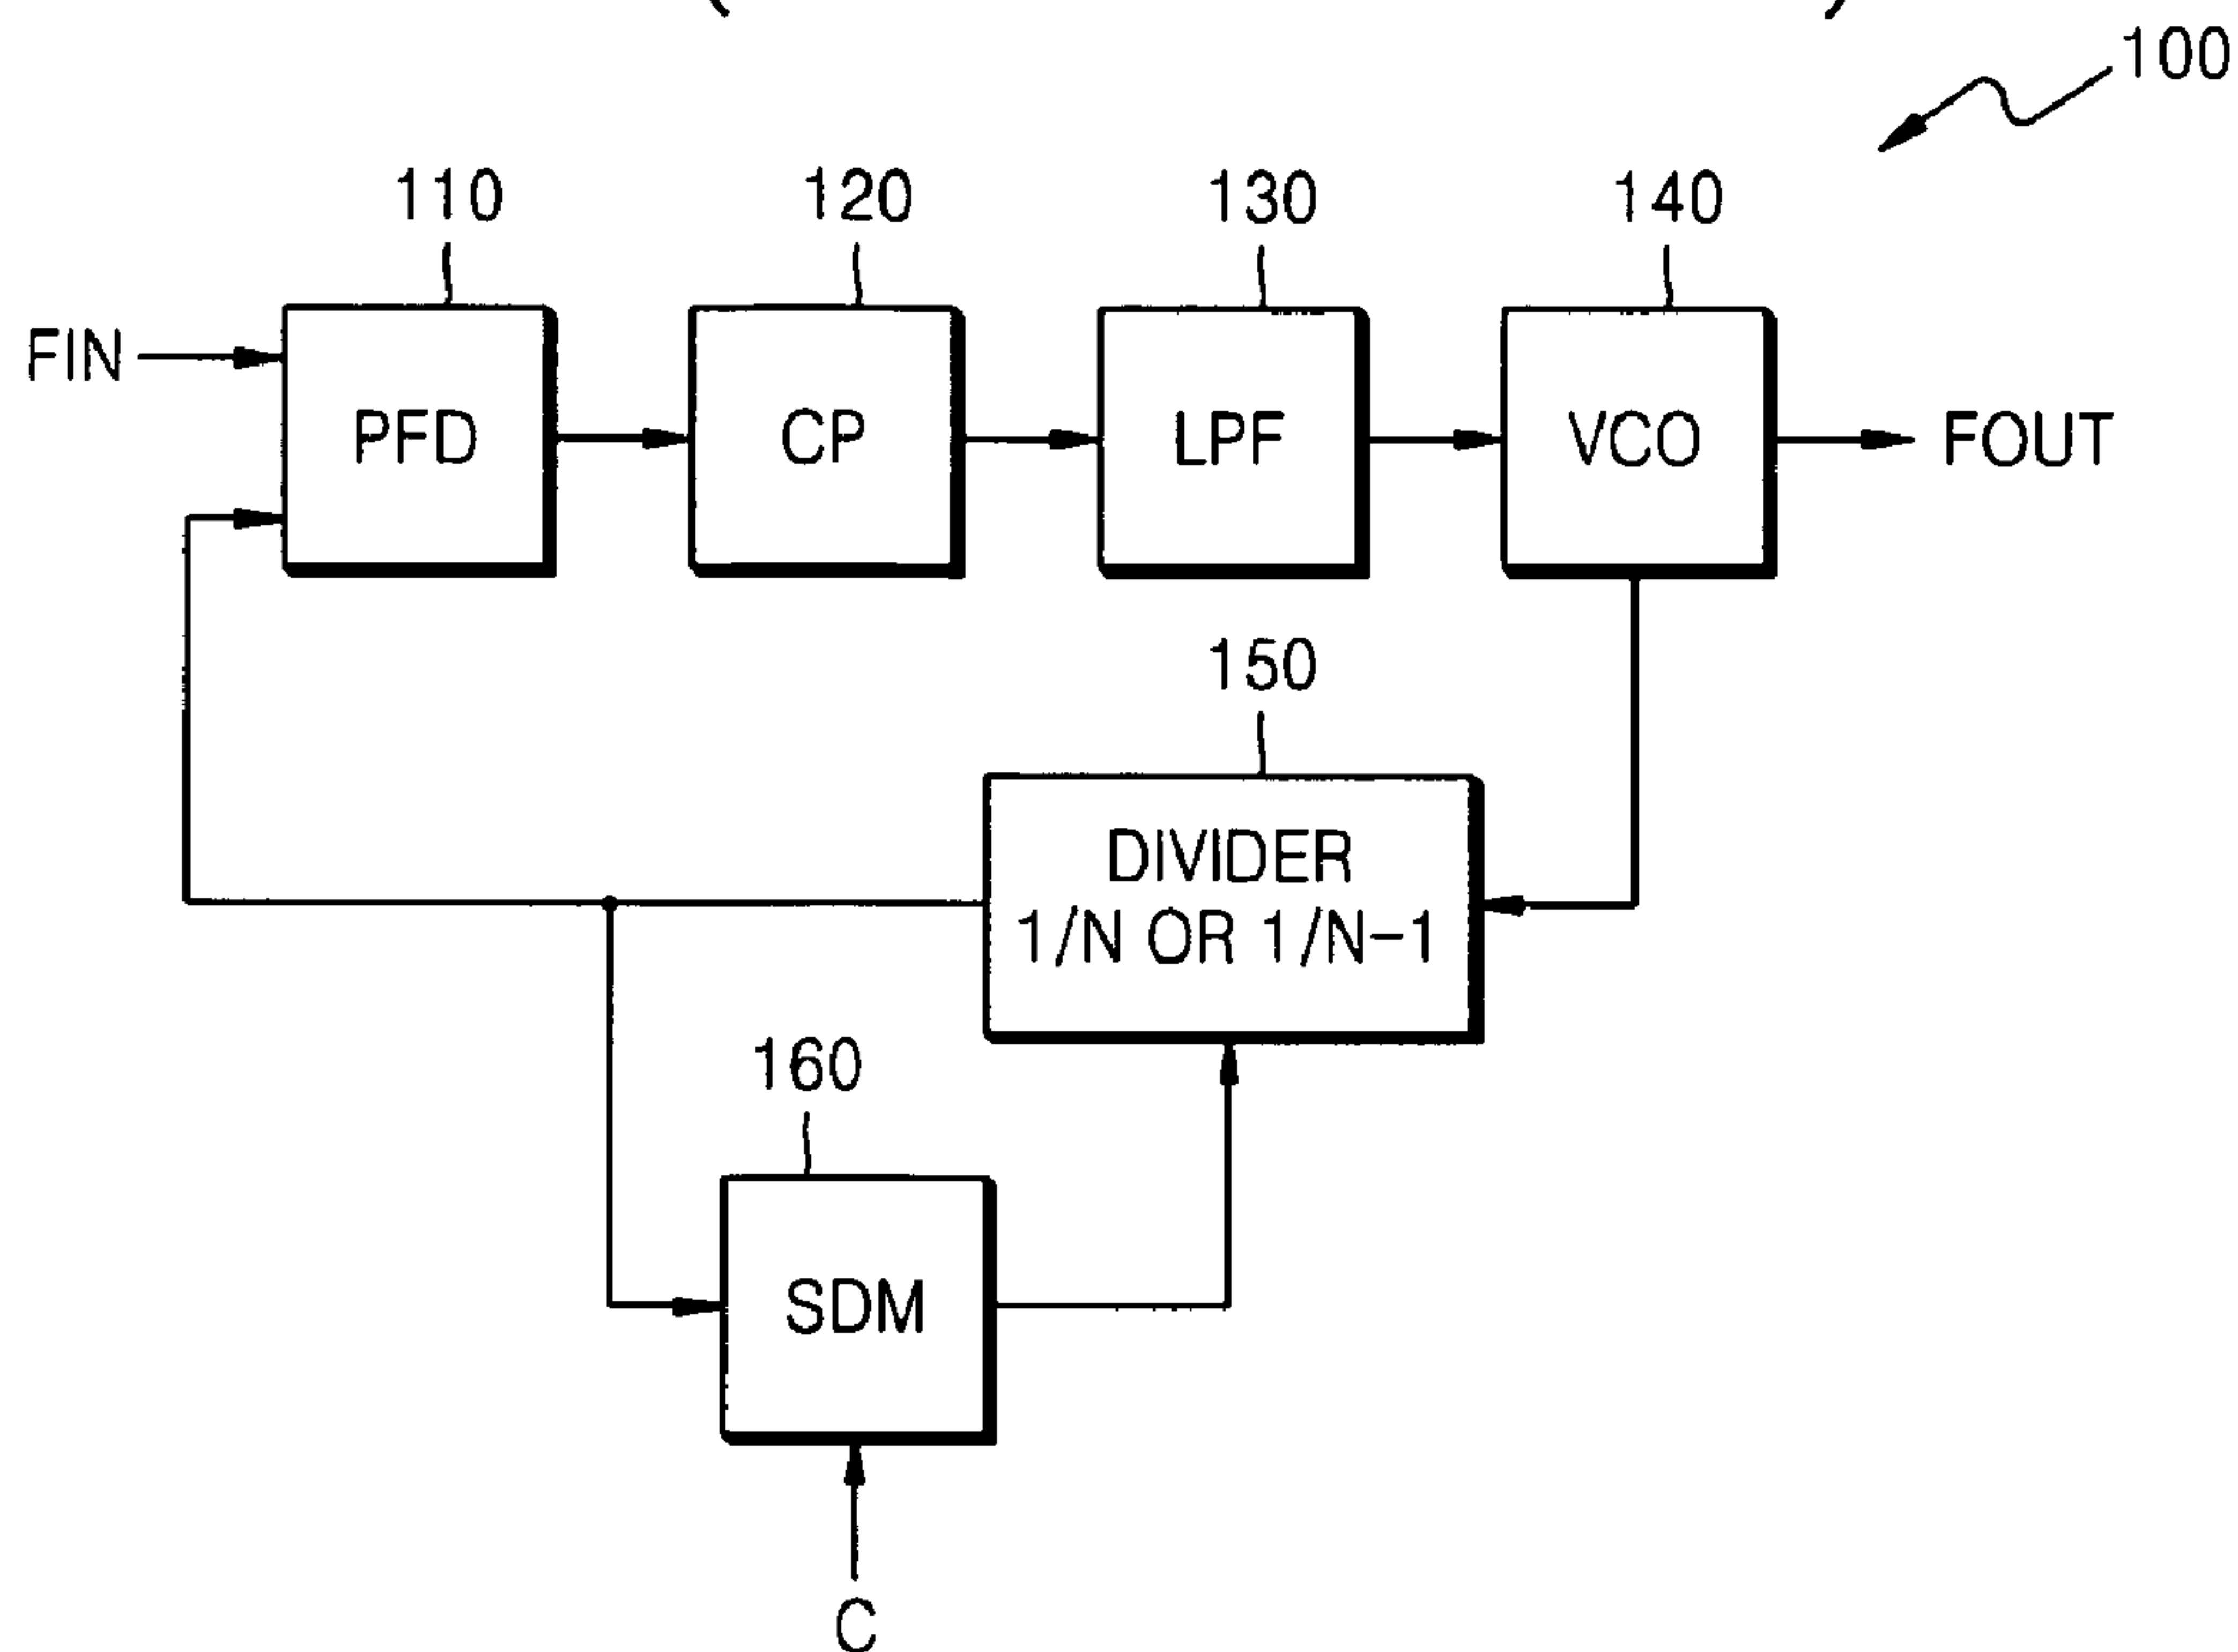 100
110
120
130
140
FIN
PFD
CP
LPF
VCO
FOUT
150
DIVIDER
1/N OR 1/N-1
160
SDM
C